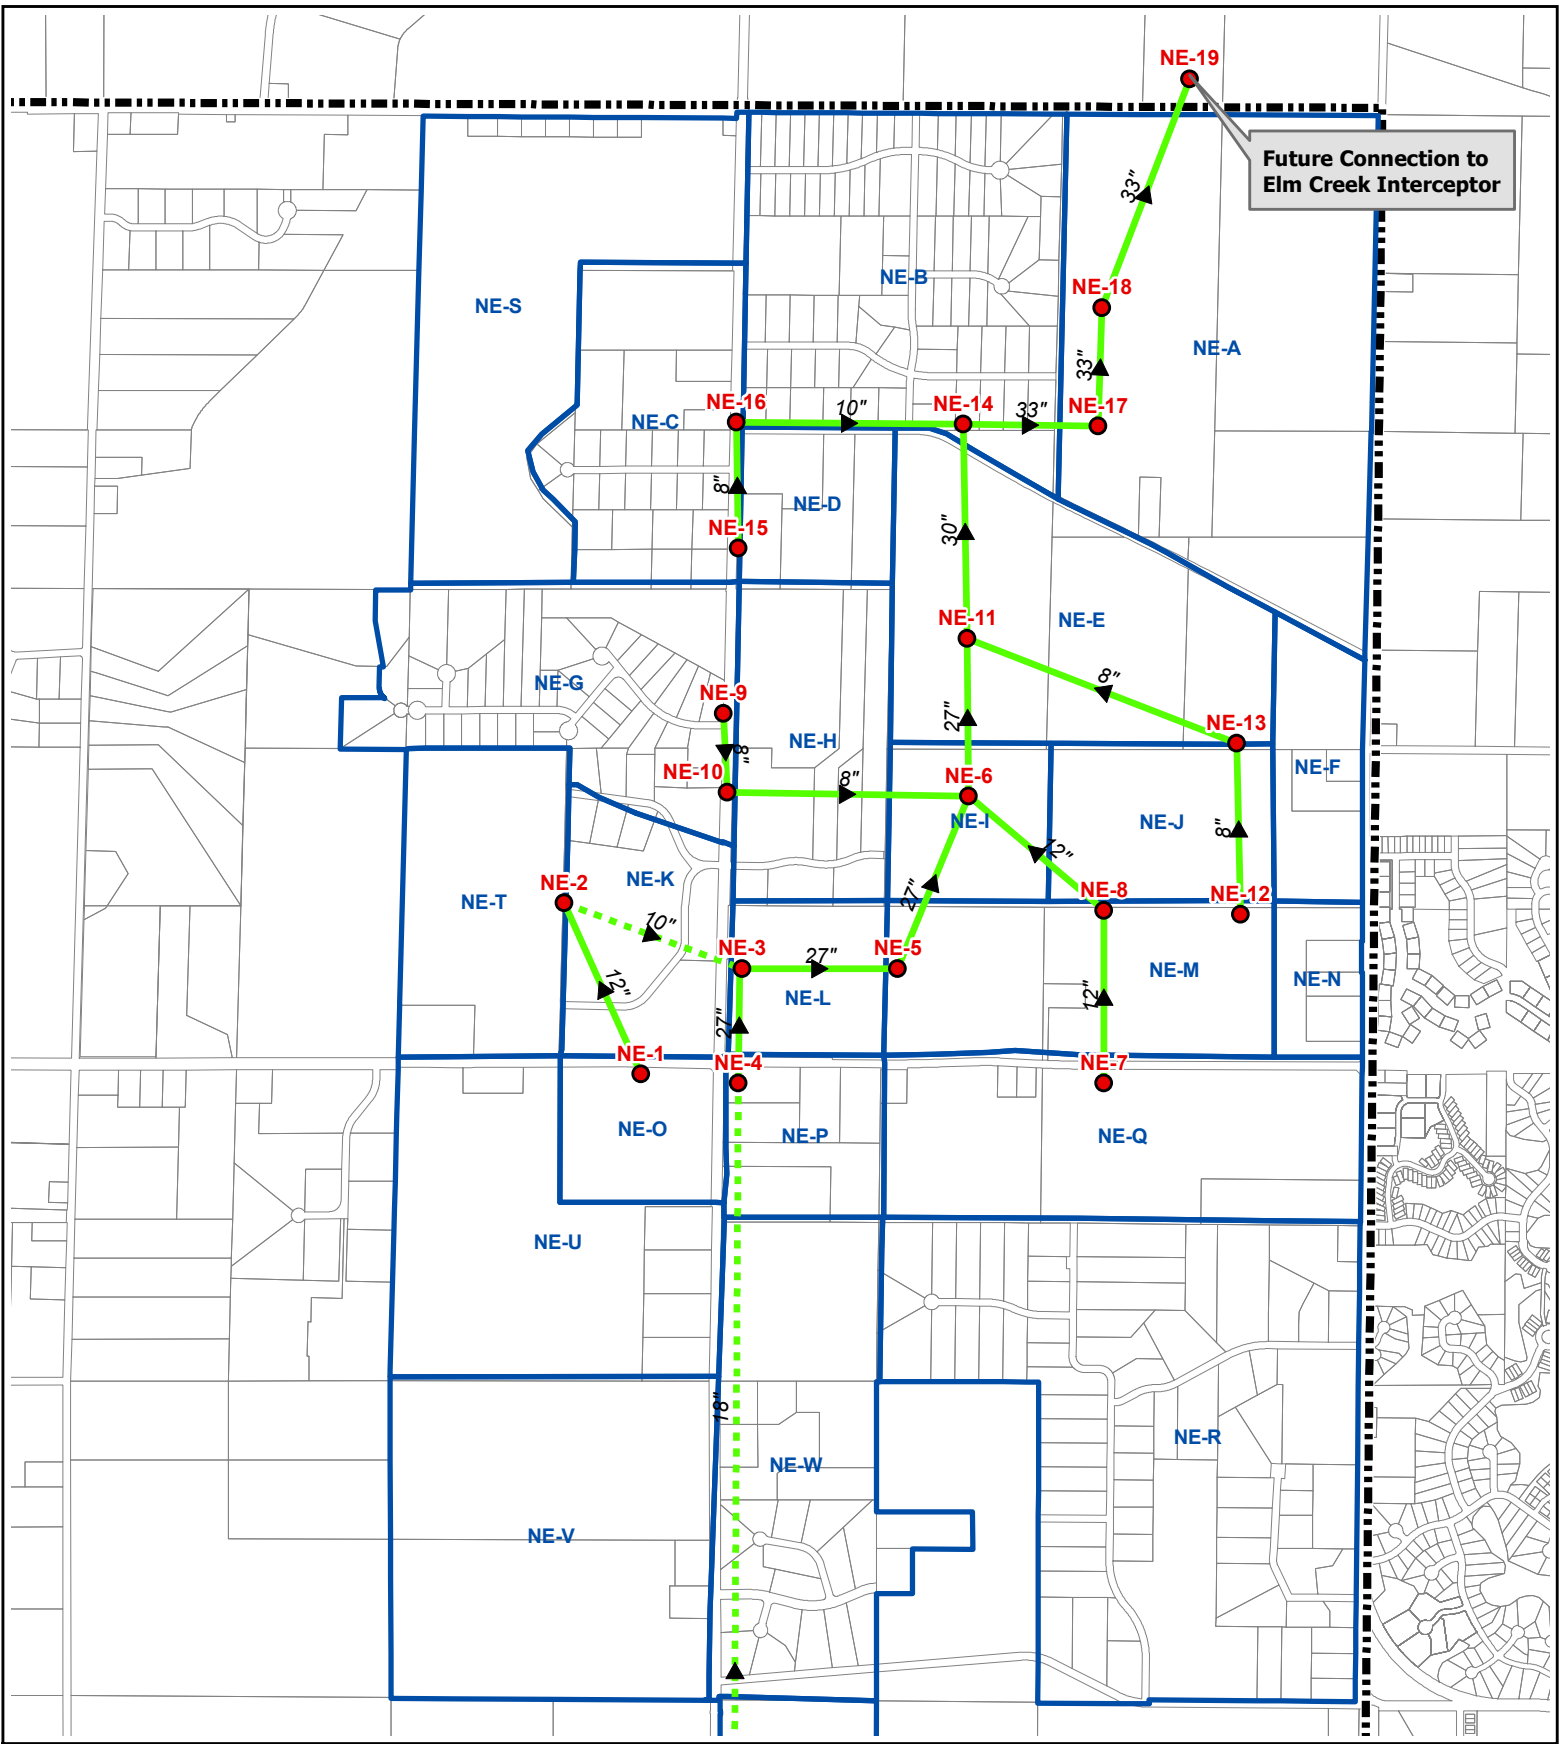 NE-19
Future Connection to
Elm Creek Interceptor
33"
NE-B
NE-18
NE-S
NE-A
33"
NE-16
10"
NE-14
33"
NE-17
NE-C
8"
NE-D
NE-15
30"
NE-11
NE-E
8"
NE-G
NE-9
27"
NE-13
NE-H
8"
NE-10
8"
NE-6
NE-F
NE-I
NE-J
8"
12"
NE-2
NE-K
NE-T
27"
NE-8
NE-12
10"
NE-3
27"
NE-5
12"
NE-L
12"
NE-M
NE-N
27"
NE-1
NE-4
NE-7
NE-O
NE-P
NE-Q
NE-U
18"
NE-R
NE-W
NE-V